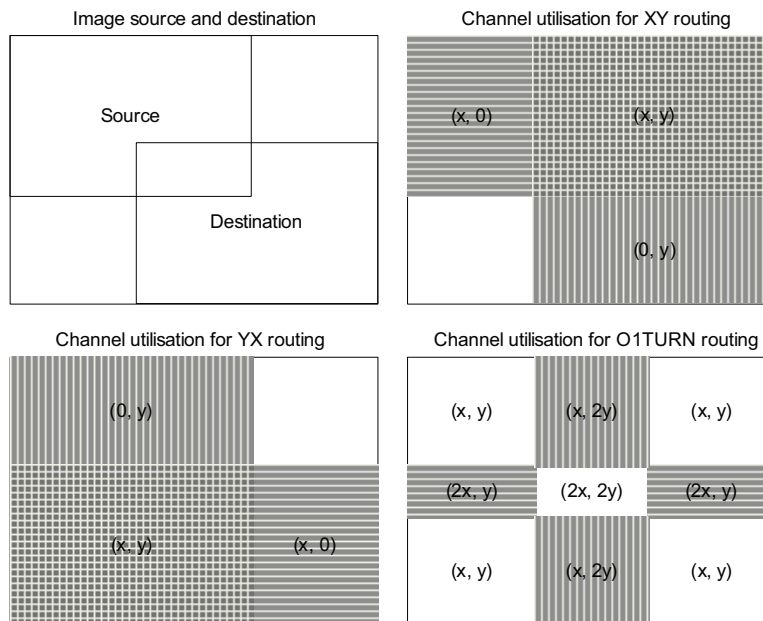 Image source and destination
Channel utilisation for XY routing
Source
(x, 0)
(x, y)
Destination
(0, y)
Channel utilisation for YX routing
Channel utilisation for O1TURN routing
(0, y)
(x, y)
(x, 2y)
(x, y)
(2x, y)
(2x, 2y)
(2x, y)
(x, y)
(x, 0)
(x, y)
(x, 2y)
(x, y)